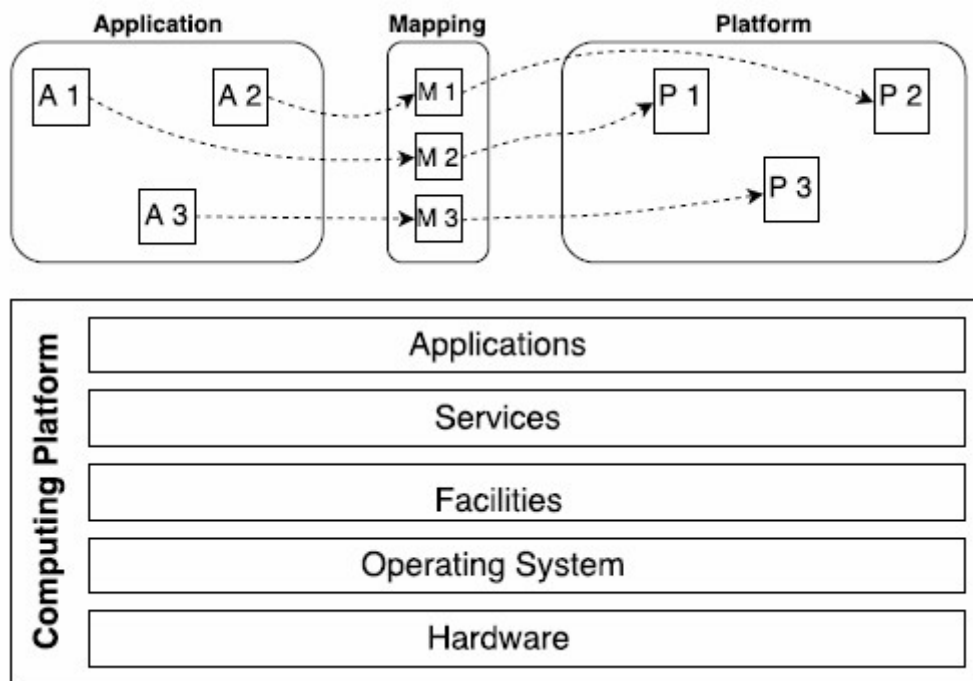 Application Mapping Platform
A 1 A 2 M 1 P 1 P 2
M 2
A 3 M 3 P 3
Computing Platform
Applications
Services
Facilities
Operating System
Hardware